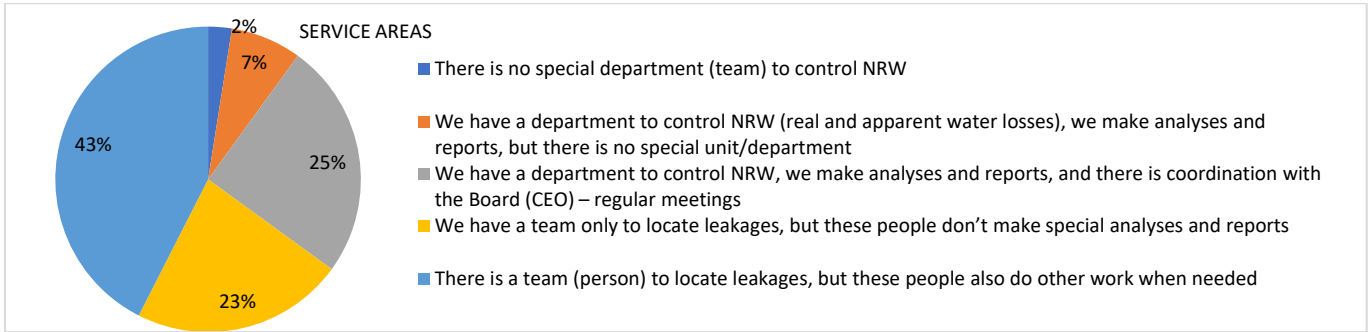 2%
SERVICE AREAS
7%
43%
25%
23%
There is no special department (team) to control NRW
We have a department to control NRW (real and apparent water losses), we make analyses and
reports, but there is no special unit/department
We have a department to control NRW, we make analyses and reports, and there is coordination with
the Board (CEO) – regular meetings
We have a team only to locate leakages, but these people don’t make special analyses and reports
There is a team (person) to locate leakages, but these people also do other work when needed